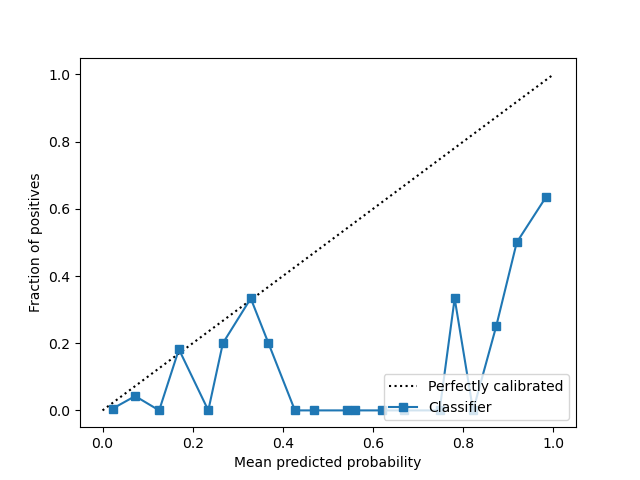 1.0
0.8
0.6
0.4
0.2
0.0
Fraction of positives
Perfectly calibrated
Classifier
0.0 0.2 0.4 0.6 0.8 1.0
Mean predicted probability